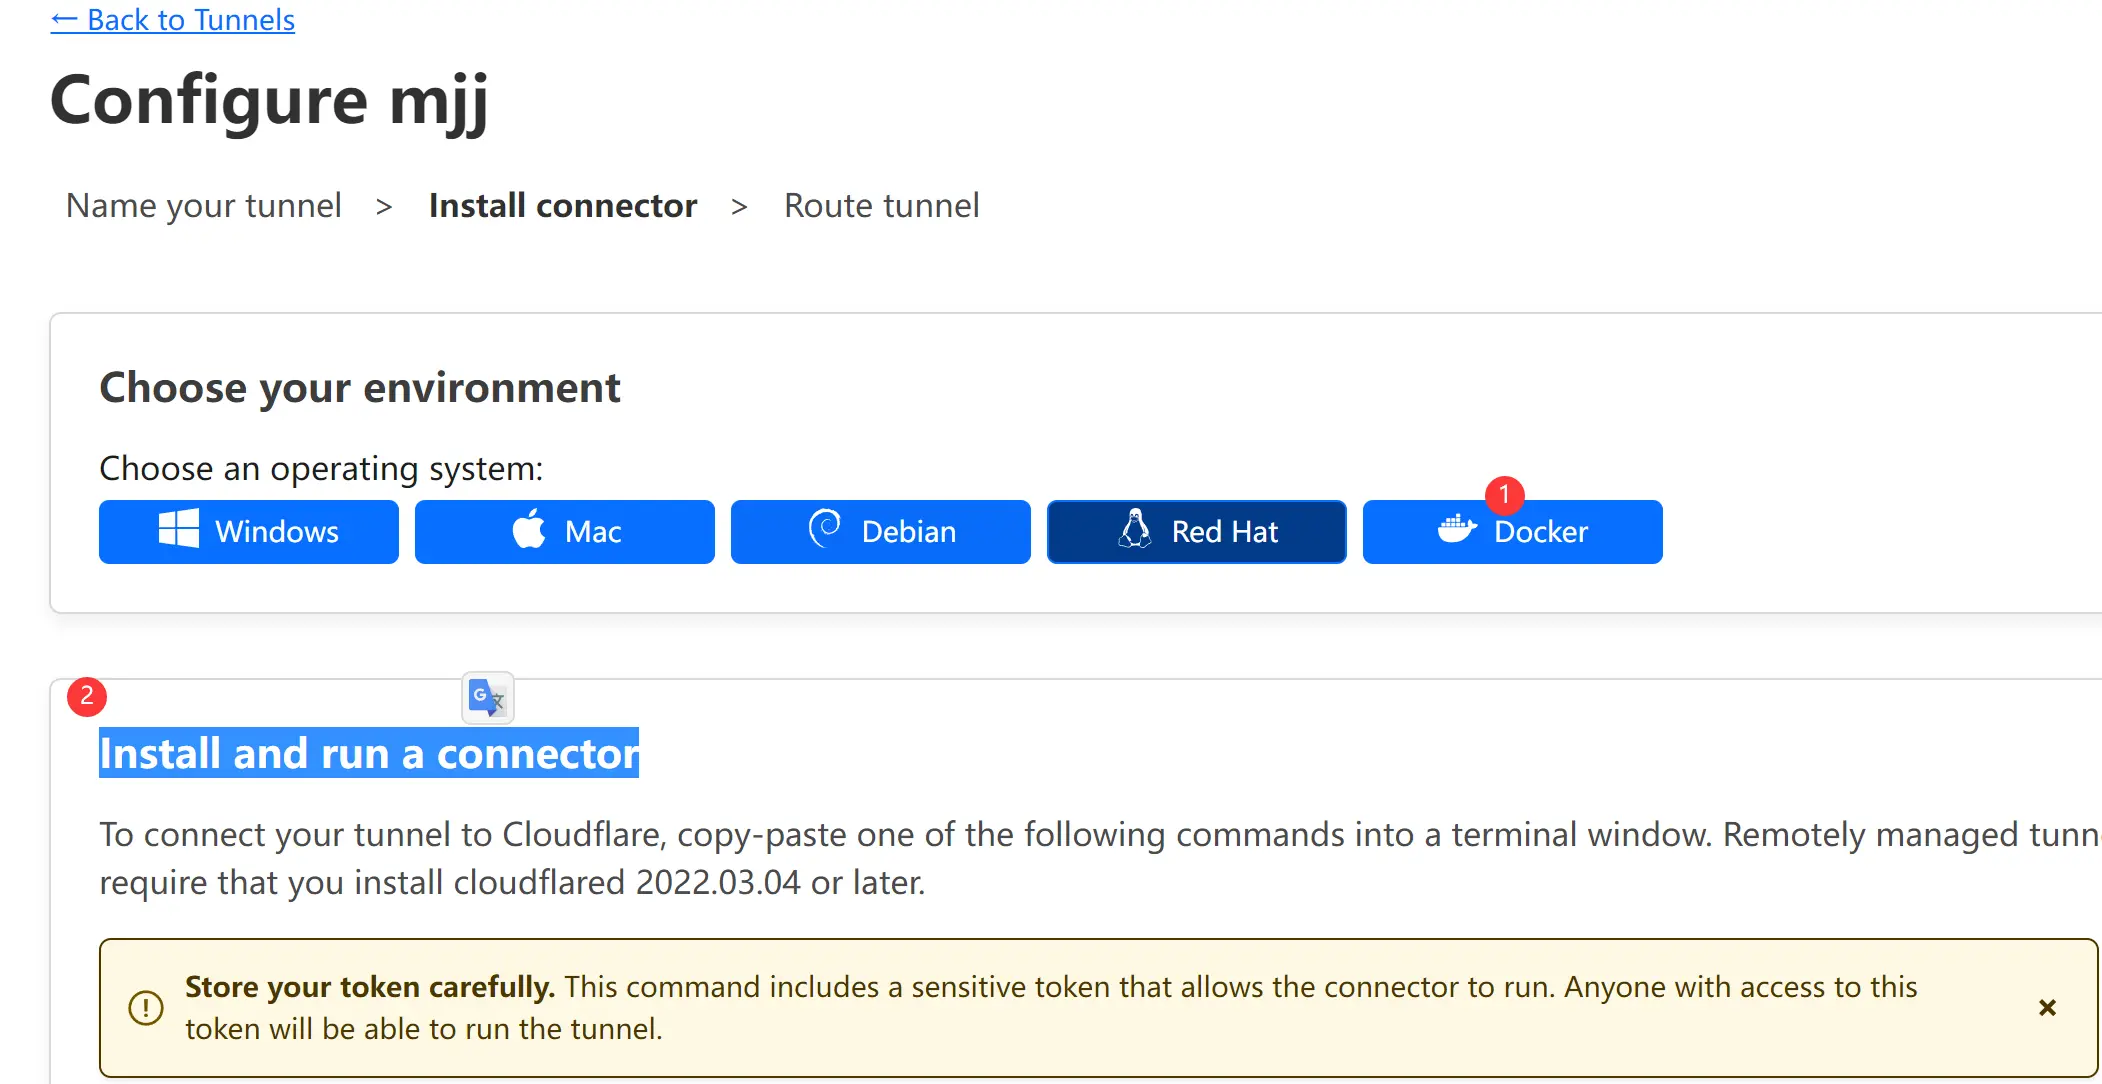 ← Back to Tunnels
Configure mjj
Name your tunnel > Install connector > Route tunnel
Choose your environment
Choose an operating system:
1
Windows Mac Debian Red Hat Docker
2
G 文
Install and run a connector
To connect your tunnel to Cloudflare, copy-paste one of the following commands into a terminal window. Remotely managed
require that you install cloudflared 2022.03.04 or later.
Store your token carefully. This command includes a sensitive token that allows the connector to run. Anyone with access to this
token will be able to run the tunnel.